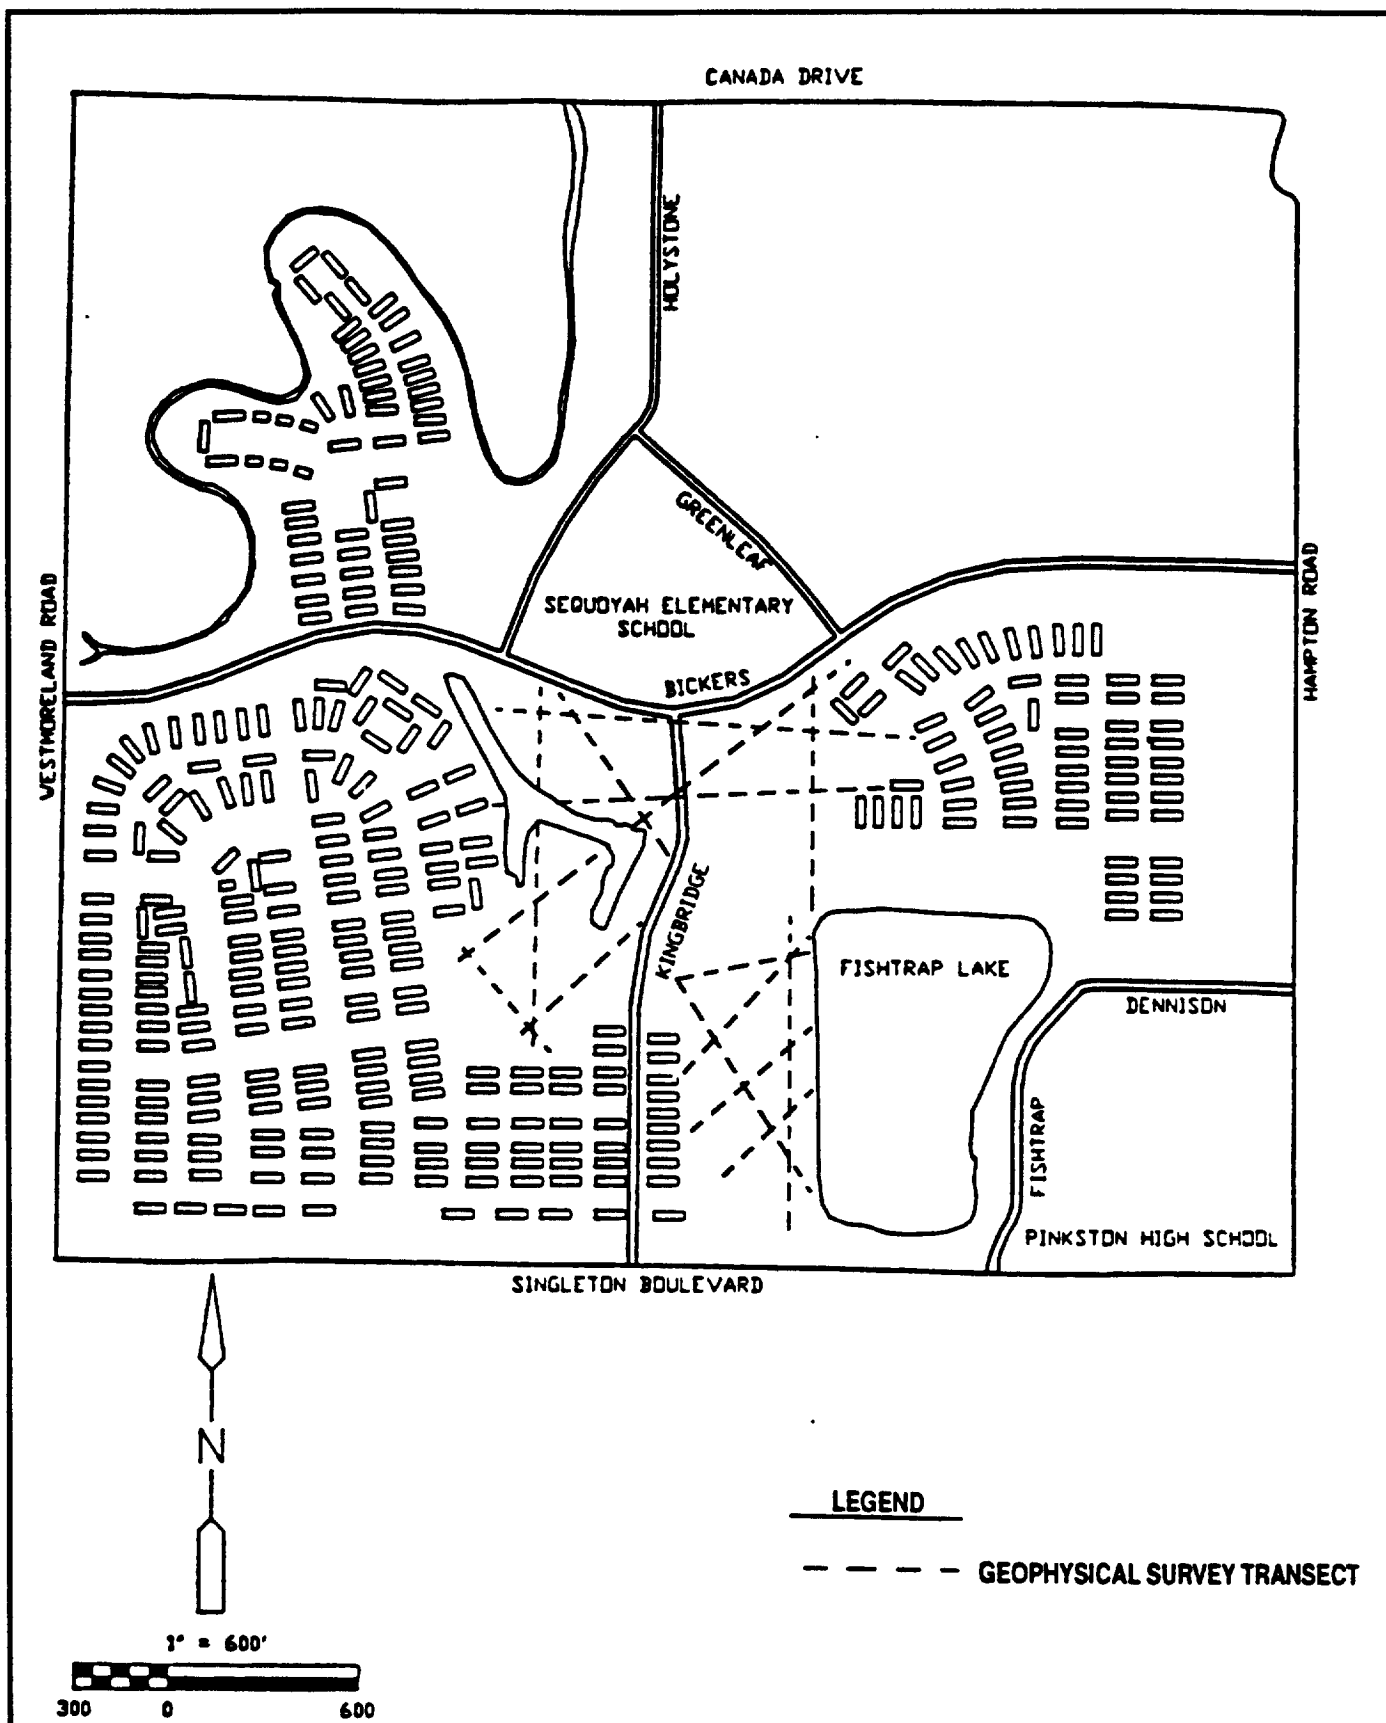 CANADA DRIVE
HOLYSTONE
GREENLEAF
WESTMORELAND ROAD
HAMPTON ROAD
SEQUOYAH ELEMENTARY
SCHOOL
BICKERS
KINGBRIDGE
FISHTRAP LAKE
DENNISON
FISHTRAP
PINKSTON HIGH SCHOOL
SINGLETON BOULEVARD
N
LEGEND
GEOPHYSICAL SURVEY TRANSECT
1" = 600'
300 0 600